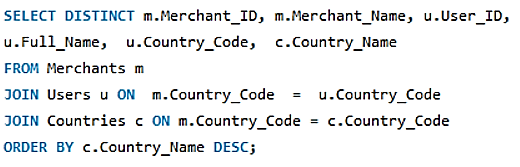 SELECT DISTINCT m.Merchant_ID, m.Merchant_Name, u.User_ID,
u.Full_Name, u.Country_Code, c.Country_Name
FROM Merchants m
JOIN Users u ON m.Country_Code = u.Country_Code
JOIN Countries c ON m.Country_Code = c.Country_Code
ORDER BY c.Country_Name DESC;